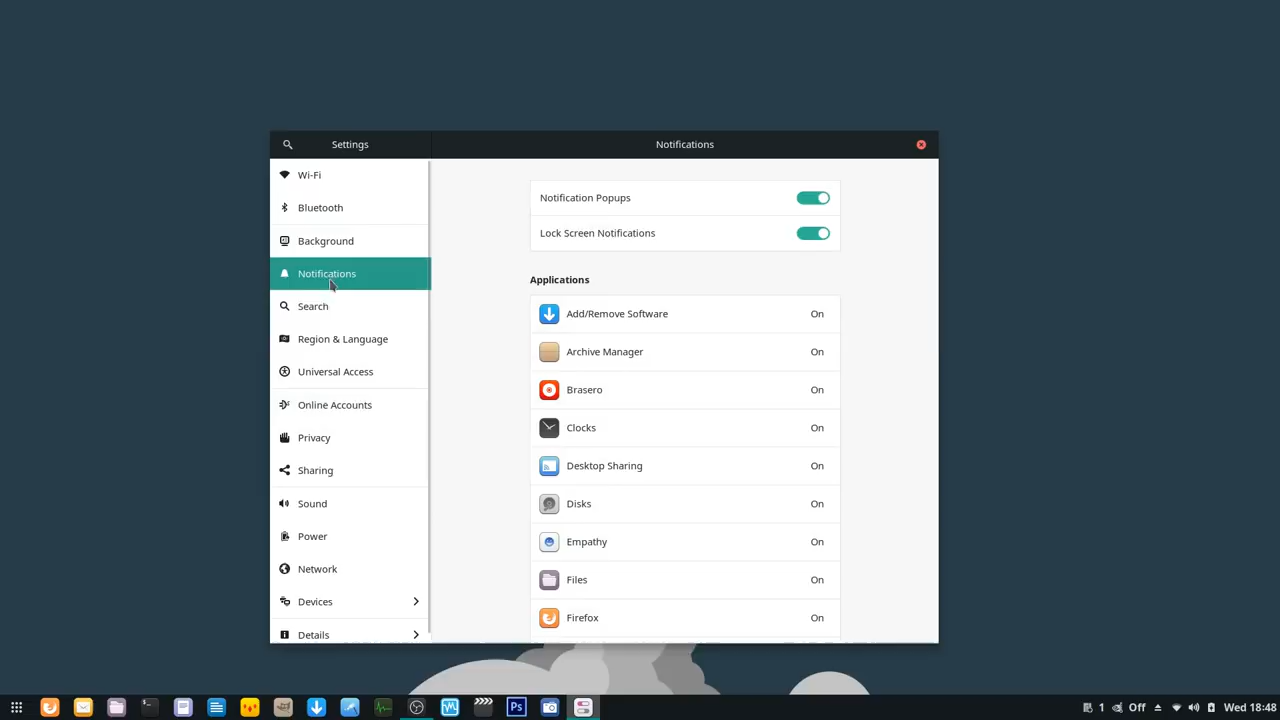 Settings
Notifications
Wi-Fi
Bluetooth
Background
Notifications
Search
Region & Language
Universal Access
Online Accounts
Privacy
Sharing
Sound
Power
Network
Devices
Details
Notification Popups
Lock Screen Notifications
Applications
Add/Remove Software On
Archive Manager On
Brasero On
Clocks On
Desktop Sharing On
Disks On
Empathy On
Files On
Firefox On
Ps
1 Off Wed 18:48